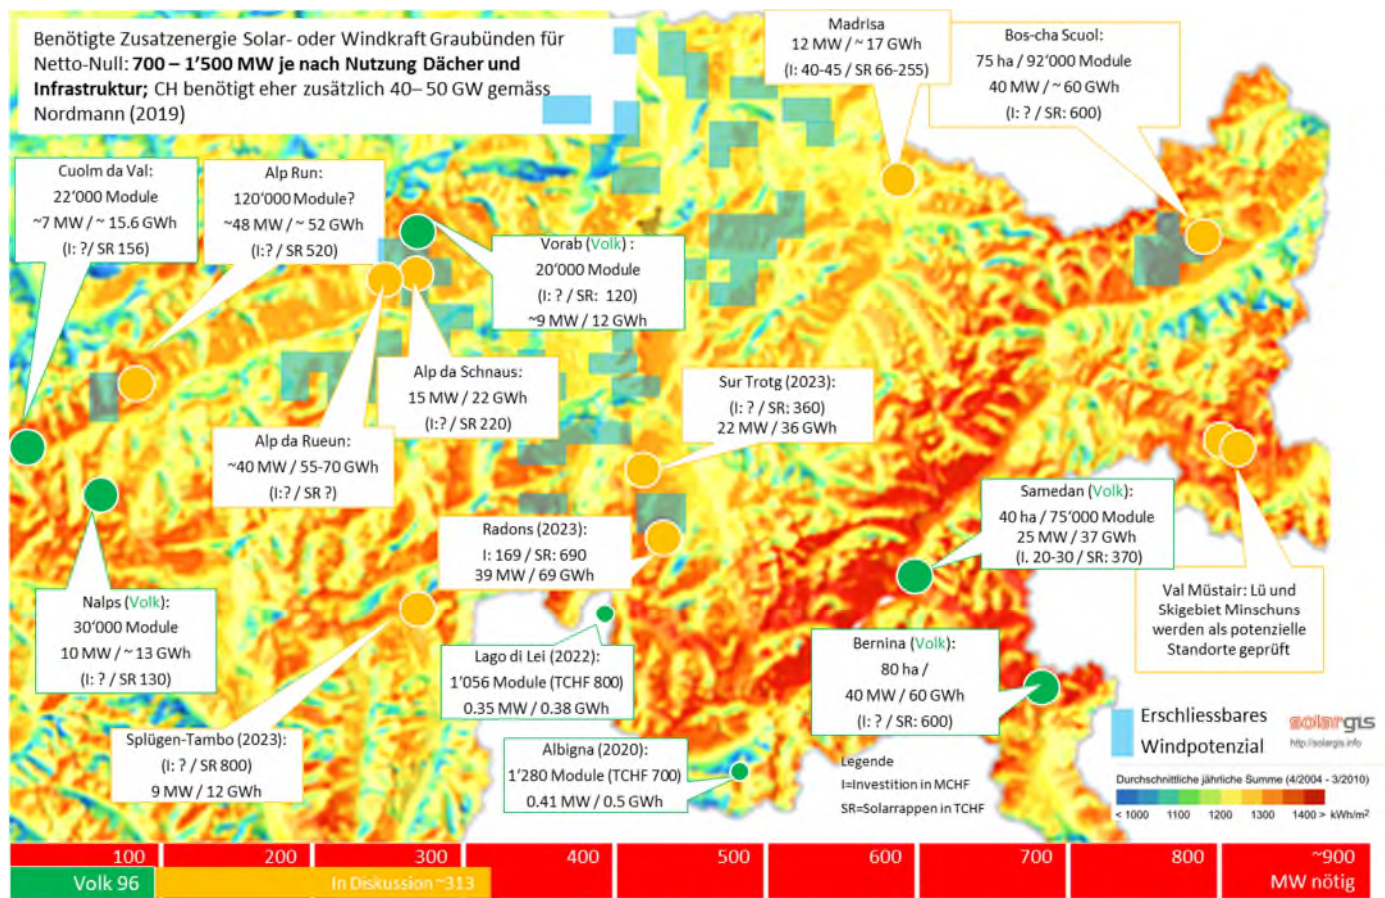 Benötigte Zusatzenergie Solar- oder Windkraft Graubünden für
Netto-Null: 700 – 1'500 MW je nach Nutzung Dächer und
Infrastruktur; CH benötigt eher zusätzlich 40– 50 GW gemäss
Nordmann (2019)
Madrisa
12 MW / ~ 17 GWh
(I: 40-45 / SR 66-255)
Bos-cha Scuol:
75 ha / 92'000 Module
40 MW / ~ 60 GWh
(I: ? / SR: 600)
Cuolm da Val:
22'000 Module
~7 MW / ~ 15.6 GWh
(I: ?/ SR 156)
Alp Run:
120'000 Module?
~48 MW / ~ 52 GWh
(I:? / SR 520)
Vorab (Volk) :
20'000 Module
(I: ? / SR: 120)
~9 MW / 12 GWh
Alp da Schnaus:
15 MW / 22 GWh
(I:? / SR 220)
Alp da Rueun:
~40 MW / 55-70 GWh
(I:? / SR ?)
Sur Trotg (2023):
(I: ? / SR: 360)
22 MW / 36 GWh
Radons (2023):
I: 169 / SR: 690
39 MW / 69 GWh
Samedan (Volk):
40 ha / 75'000 Module
25 MW / 37 GWh
(I. 20-30 / SR: 370)
Val Müstair: Lü und
Skigebiet Minschuns
werden als potenzielle
Standorte geprüft
Nalps (Volk):
30'000 Module
10 MW / ~ 13 GWh
(I: ? / SR 130)
Lago di Lei (2022):
1'056 Module (TCHF 800)
0.35 MW / 0.38 GWh
Bernina (Volk):
80 ha /
40 MW / 60 GWh
(I: ? / SR: 600)
Splügen-Tambo (2023):
(I: ? / SR 800)
9 MW / 12 GWh
Albigna (2020):
1'280 Module (TCHF 700)
0.41 MW / 0.5 GWh
Legende
I=Investition in MCHF
SR=Solarrappen in TCHF
Erschliessbares
Windpotenzial
solargis
http://solargis.info
Durchschnittliche jährliche Summe (4/2004 - 3/2010)
< 1000 1100 1200 1300 1400 > kWh/m²
100 200 300 400 500 600 700 800 ~900
Volk 96 In Diskussion ~313 MW nötig